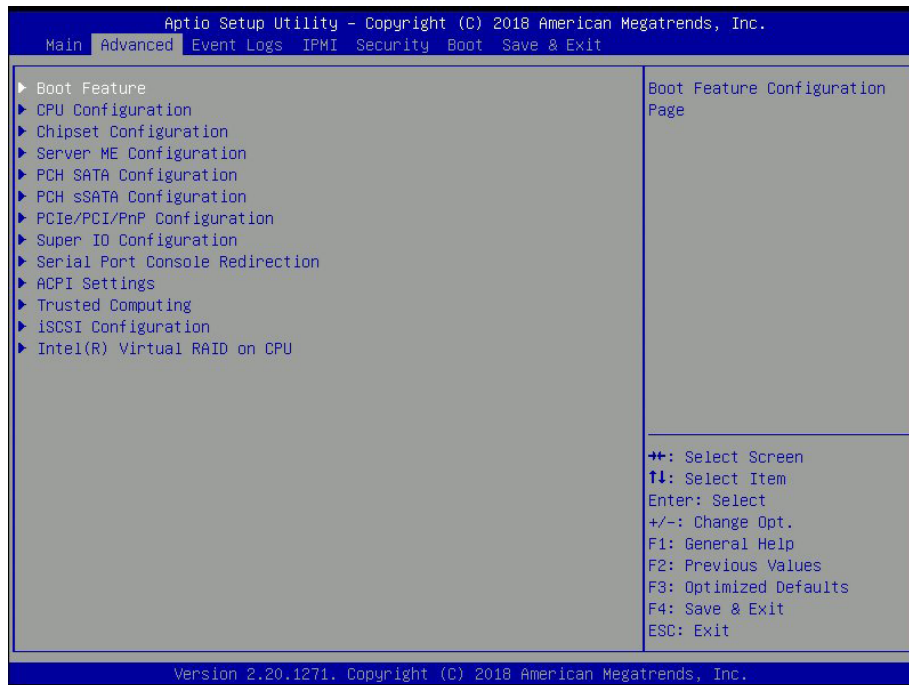 Aptio Setup Utility – Copyright (C) 2018 American Megatrends, Inc.
Main Advanced Event Logs IPMI Security Boot Save & Exit
▶ Boot Feature
▶ CPU Configuration
▶ Chipset Configuration
▶ Server ME Configuration
▶ PCH SATA Configuration
▶ PCH sSATA Configuration
▶ PCIe/PCI/PnP Configuration
▶ Super IO Configuration
▶ Serial Port Console Redirection
▶ ACPI Settings
▶ Trusted Computing
▶ iSCSI Configuration
▶ Intel(R) Virtual RAID on CPU
Boot Feature Configuration
Page
→←: Select Screen
↑↓: Select Item
Enter: Select
+/-: Change Opt.
F1: General Help
F2: Previous Values
F3: Optimized Defaults
F4: Save & Exit
ESC: Exit
Version 2.20.1271. Copyright (C) 2018 American Megatrends, Inc.